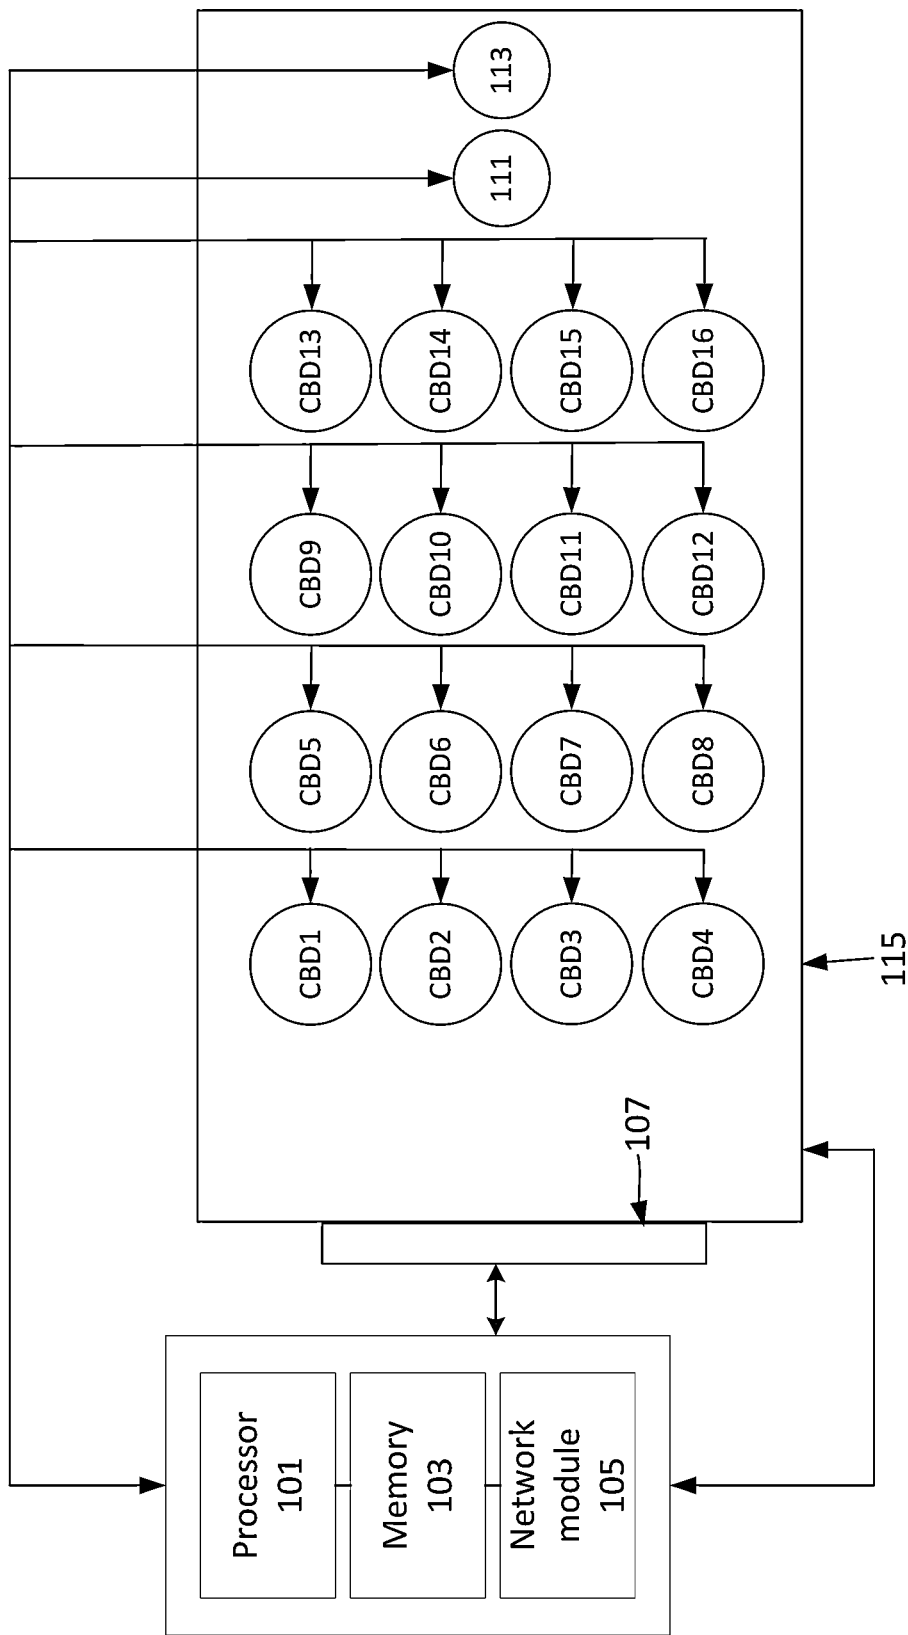 Processor
101
Memory
103
Network
module
105
107
115
CBD1
CBD2
CBD3
CBD4
CBD5
CBD6
CBD7
CBD8
CBD9
CBD10
CBD11
CBD12
CBD13
CBD14
CBD15
CBD16
111
113